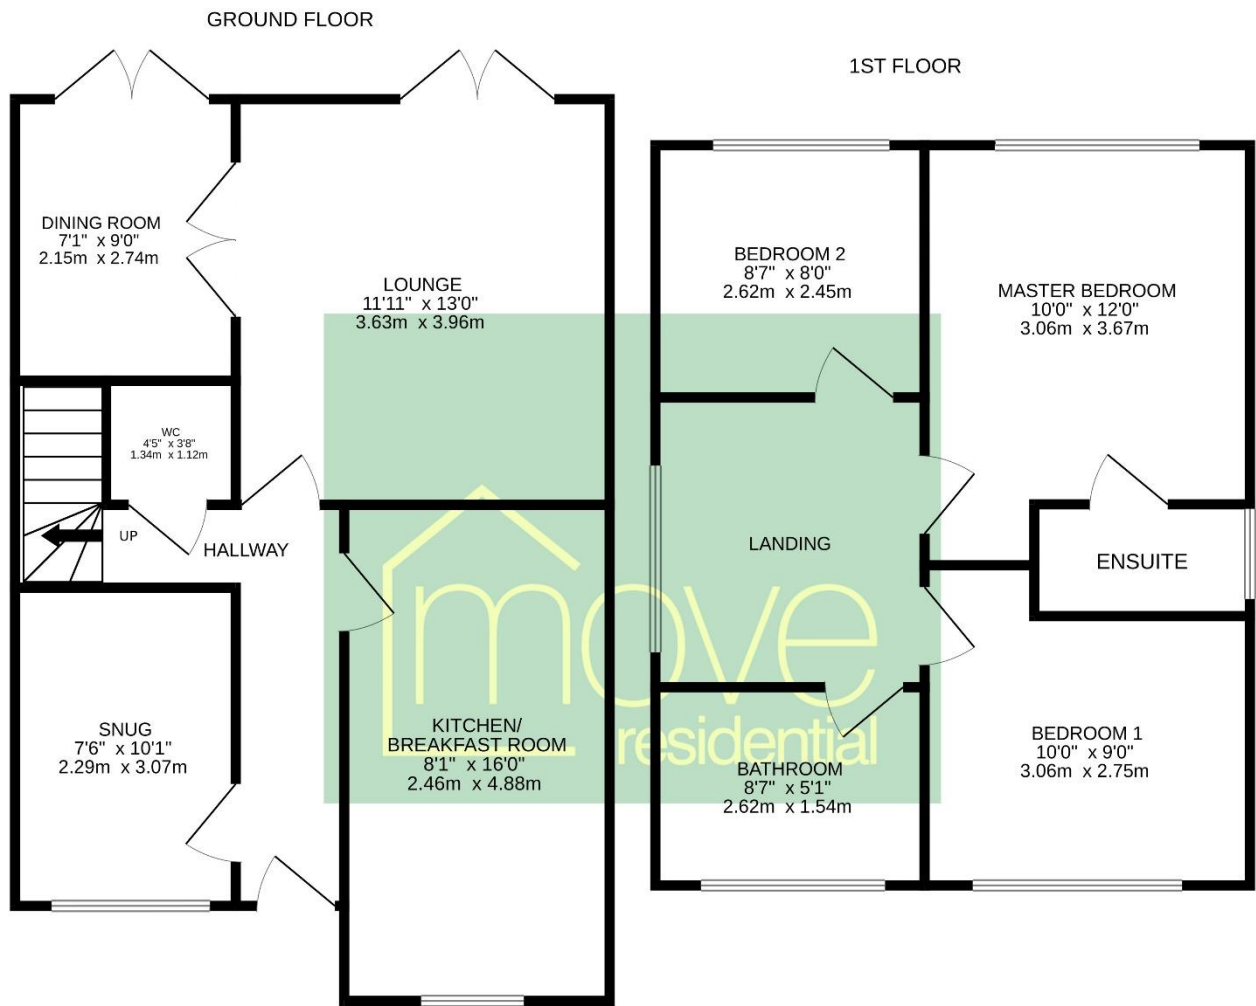 GROUND FLOOR
1ST FLOOR
DINING ROOM
7'1" x 9'0"
2.15m x 2.74m
LOUNGE
11'11" x 13'0"
3.63m x 3.96m
WC
4'5" x 3'8"
1.34m x 1.12m
UP
HALLWAY
SNUG
7'6" x 10'1"
2.29m x 3.07m
KITCHEN/
BREAKFAST ROOM
8'1" x 16'0"
2.46m x 4.88m
BEDROOM 2
8'7" x 8'0"
2.62m x 2.45m
MASTER BEDROOM
10'0" x 12'0"
3.06m x 3.67m
LANDING
ENSUITE
BATHROOM
8'7" x 5'1"
2.62m x 1.54m
BEDROOM 1
10'0" x 9'0"
3.06m x 2.75m
move
residential